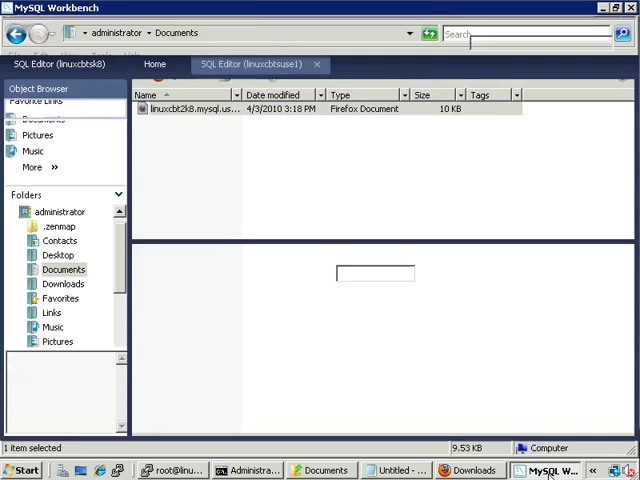 MySQL Workbench
administrator ▸ Documents
Search
SQL Editor (linuxcbtsk8)
Home
SQL Editor (linuxcbtsuse1)
Object Browser
Favorite Links
Documents
Pictures
Music
More »
Folders
administrator
.zenmap
Contacts
Desktop
Documents
Downloads
Favorites
Links
Music
Pictures
Name
Date modified
Type
Size
Tags
linuxcbt2k8.mysql.us...
4/3/2010 3:18 PM
Firefox Document
10 KB
1 item selected
9.53 KB
Computer
Start
root@linu...
Administra...
Documents
Untitled - ...
Downloads
MySQL W...
«